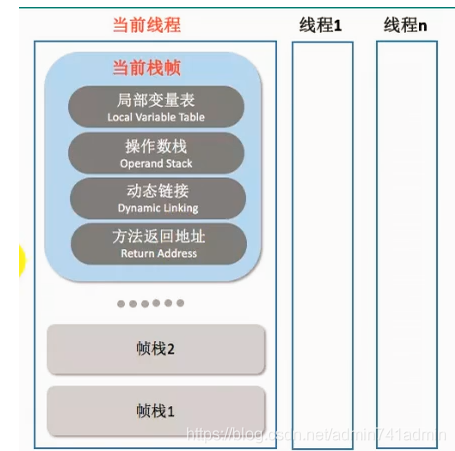 当前线程
线程1
线程n
当前栈帧
局部变量表
Local Variable Table
操作数栈
Operand Stack
动态链接
Dynamic Linking
方法返回地址
Return Address
帧栈2
帧栈1
https://blog.csdn.net/admin741admin